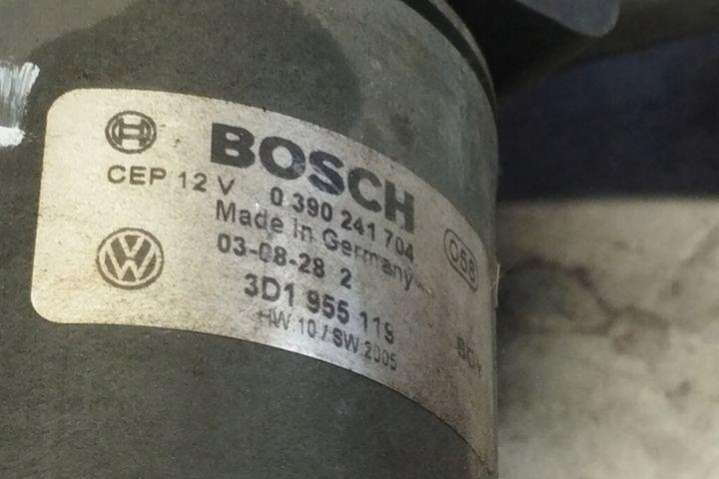 BOSCH
CEP 12 V 0 390 241 704
Made in Germany
03-08-28 2
068
3D1 955 119
HW 10 / SW 2005